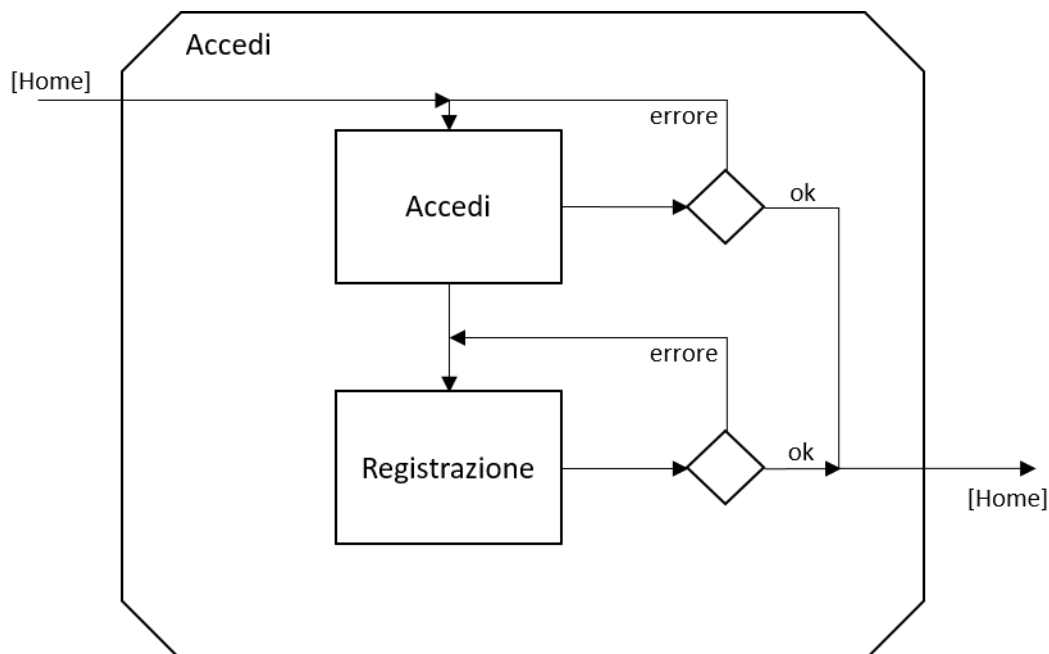 Accedi
[Home]
errore
Accedi
ok
errore
Registrazione
ok
[Home]